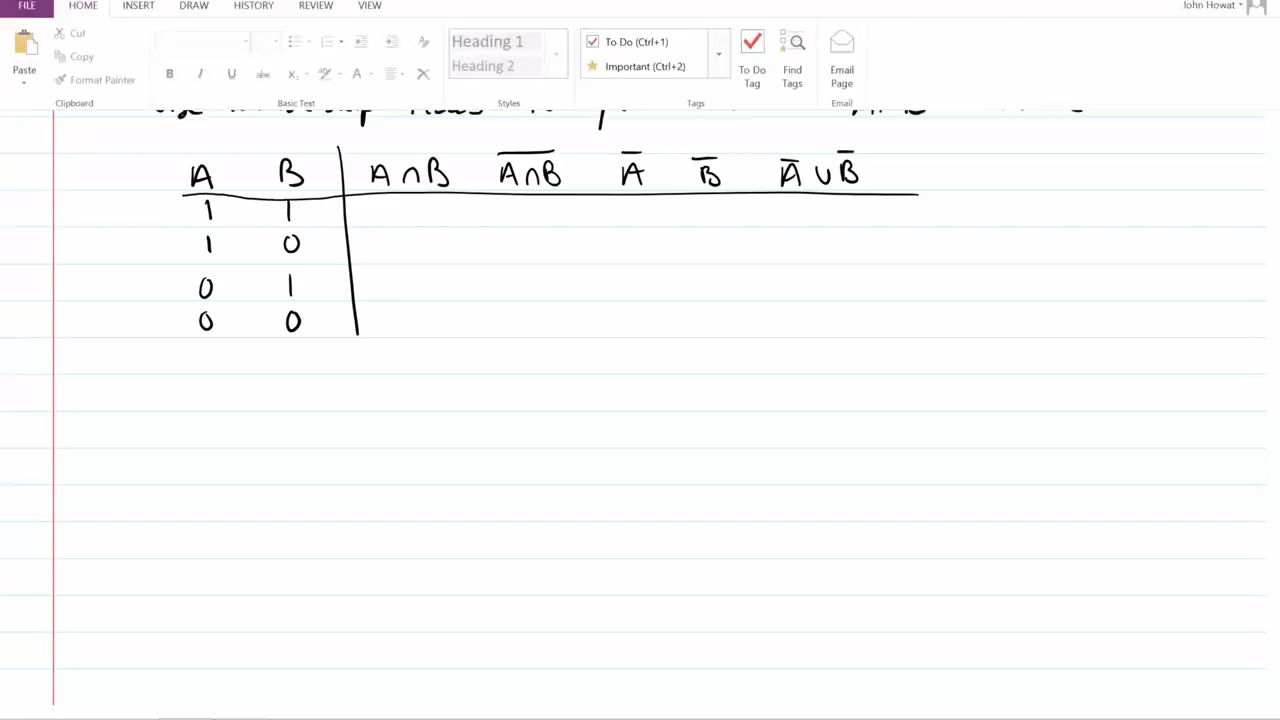 FILE HOME INSERT DRAW HISTORY REVIEW VIEW John Howat
Paste Cut Copy Format Painter
Clipboard
B I U abc X₂ A
Basic Text
Heading 1
Heading 2
Styles
To Do (Ctrl+1)
Important (Ctrl+2)
To Do Tag
Find Tags
Tags
Email Page
Email
A B A∩B A̅∩̅B̅ A̅ B̅ A̅ ∪ B̅
1 1
1 0
0 1
0 0